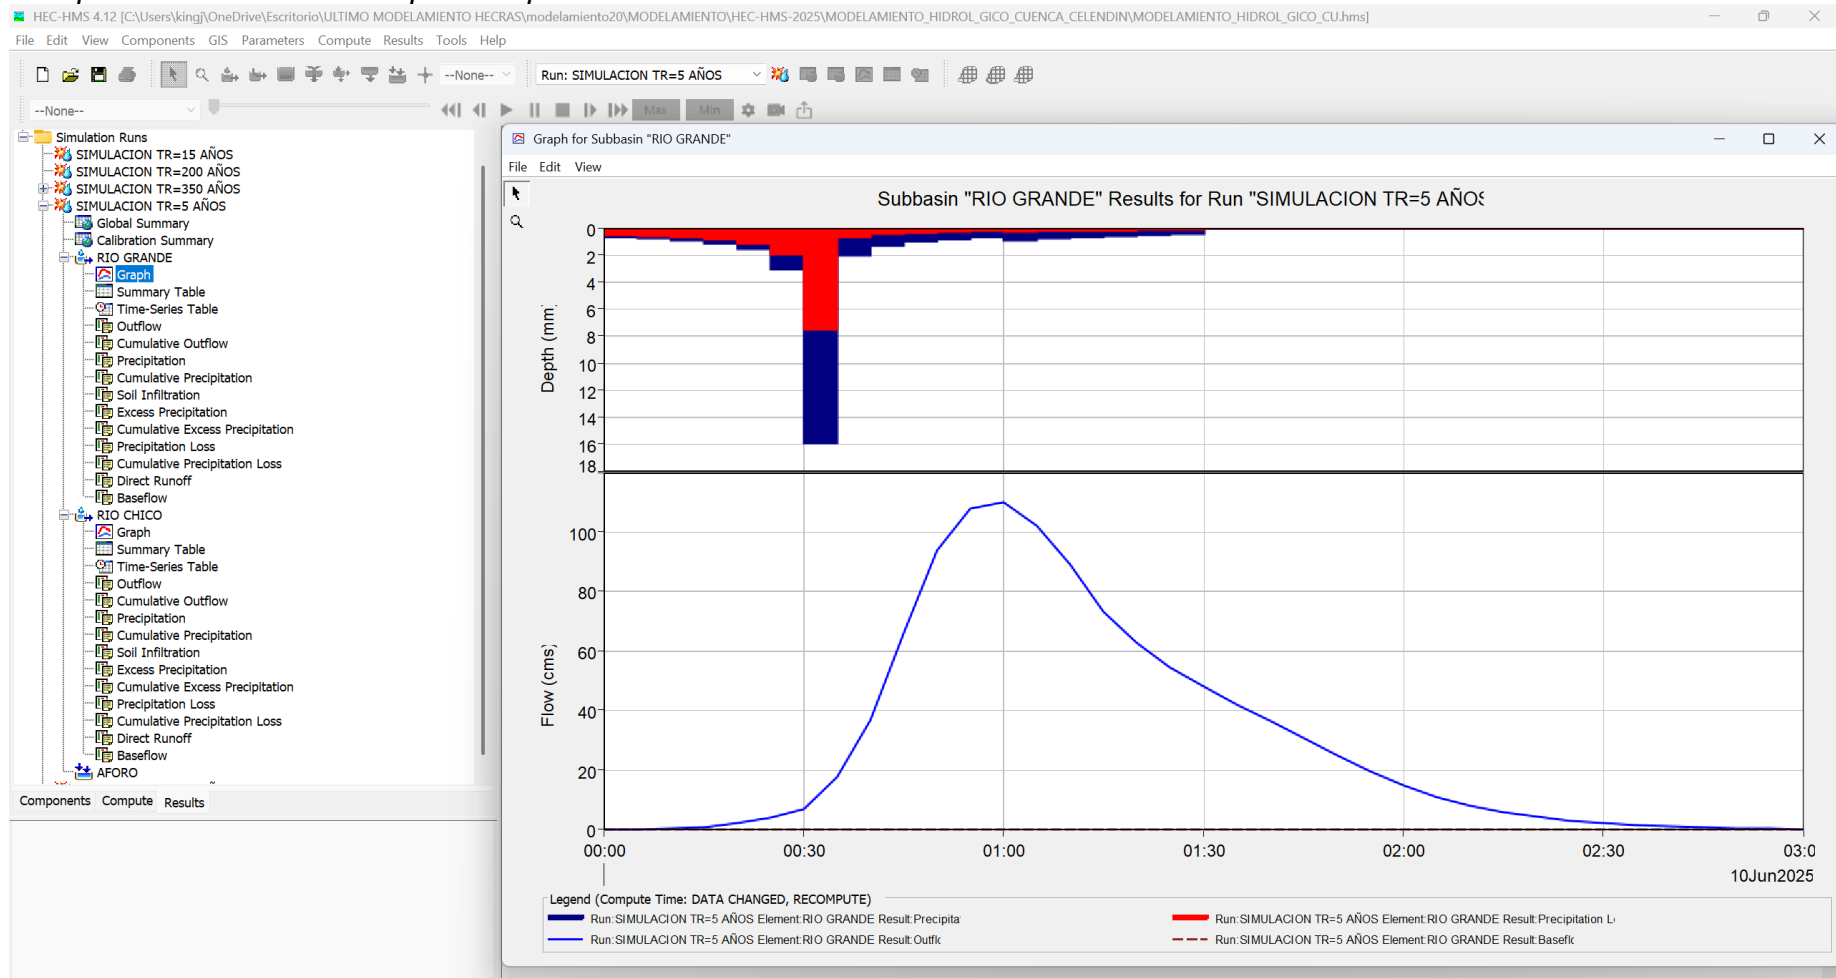 HEC-HMS 4.12 [C:\Users\kingj\OneDrive\Escritorio\ULTIMO MODELAMIENTO HECRAS\modelamiento20\MODELAMIENTO\HEC-HMS-2025\MODELAMIENTO_HIDROL_GICO_CUENCA_CELENDIN\MODELAMIENTO_HIDROL_GICO_CU.hms]
File Edit View Components GIS Parameters Compute Results Tools Help
--None-- Run: SIMULACION TR=5 AÑOS
--None-- Max Min
Simulation Runs
SIMULACION TR=15 AÑOS
SIMULACION TR=200 AÑOS
SIMULACION TR=350 AÑOS
SIMULACION TR=5 AÑOS
Global Summary
Calibration Summary
RIO GRANDE
Graph
Summary Table
Time-Series Table
Outflow
Cumulative Outflow
Precipitation
Cumulative Precipitation
Soil Infiltration
Excess Precipitation
Cumulative Excess Precipitation
Precipitation Loss
Cumulative Precipitation Loss
Direct Runoff
Baseflow
RIO CHICO
Graph
Summary Table
Time-Series Table
Outflow
Cumulative Outflow
Precipitation
Cumulative Precipitation
Soil Infiltration
Excess Precipitation
Cumulative Excess Precipitation
Precipitation Loss
Cumulative Precipitation Loss
Direct Runoff
Baseflow
AFORO
Components Compute Results
Graph for Subbasin "RIO GRANDE"
File Edit View
Subbasin "RIO GRANDE" Results for Run "SIMULACION TR=5 AÑOS
0
2
4
6
8
10
12
14
16
18
Depth (mm)
100
80
60
40
20
0
Flow (cms)
00:00 00:30 01:00 01:30 02:00 02:30 03:0
10Jun2025
Legend (Compute Time: DATA CHANGED, RECOMPUTE)
Run:SIMULACION TR=5 AÑOS Element:RIO GRANDE Result:Precipita
Run:SIMULACION TR=5 AÑOS Element:RIO GRANDE Result:Precipitation L
Run:SIMULACION TR=5 AÑOS Element:RIO GRANDE Result:Outfl
Run:SIMULACION TR=5 AÑOS Element:RIO GRANDE Result:Basefl